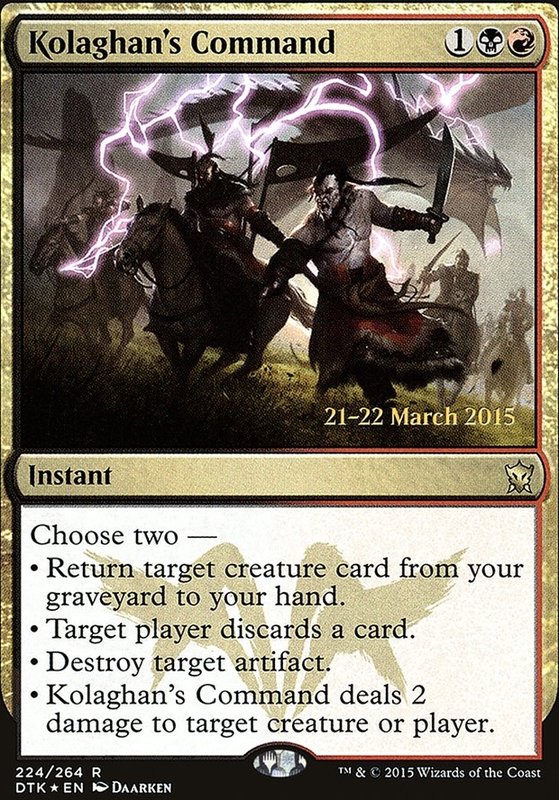 Kolaghan's Command 1
21–22 March 2015
Instant
Choose two —
• Return target creature card from your
graveyard to your hand.
• Target player discards a card.
• Destroy target artifact.
• Kolaghan's Command deals 2
damage to target creature or player.
224/264 R
DTK ★ EN Daarken
™ & © 2015 Wizards of the Coast